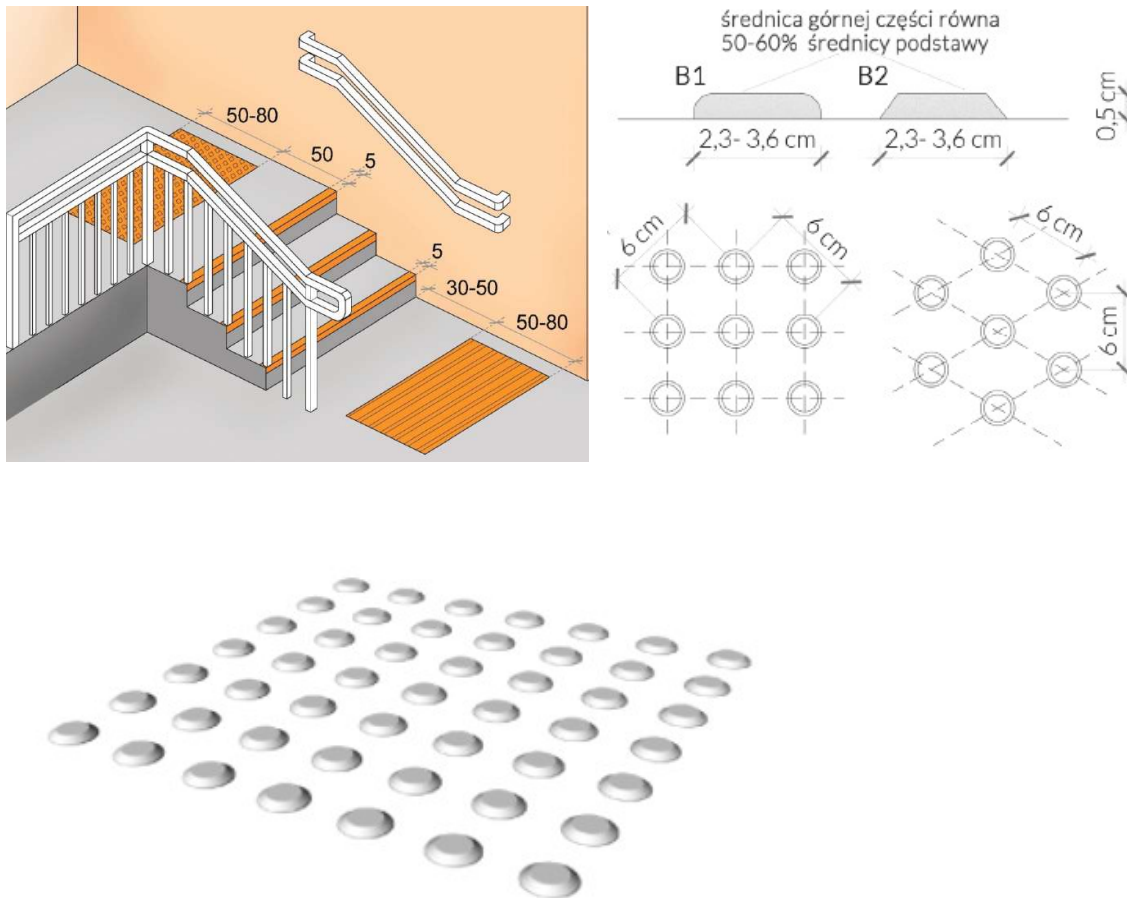 50-80
50
5
5
30-50
50-80
średnica górnej części równa
50-60% średnicy podstawy
B1
B2
0,5 cm
2,3- 3,6 cm
2,3- 3,6 cm
6 cm
6 cm
6 cm
6 cm